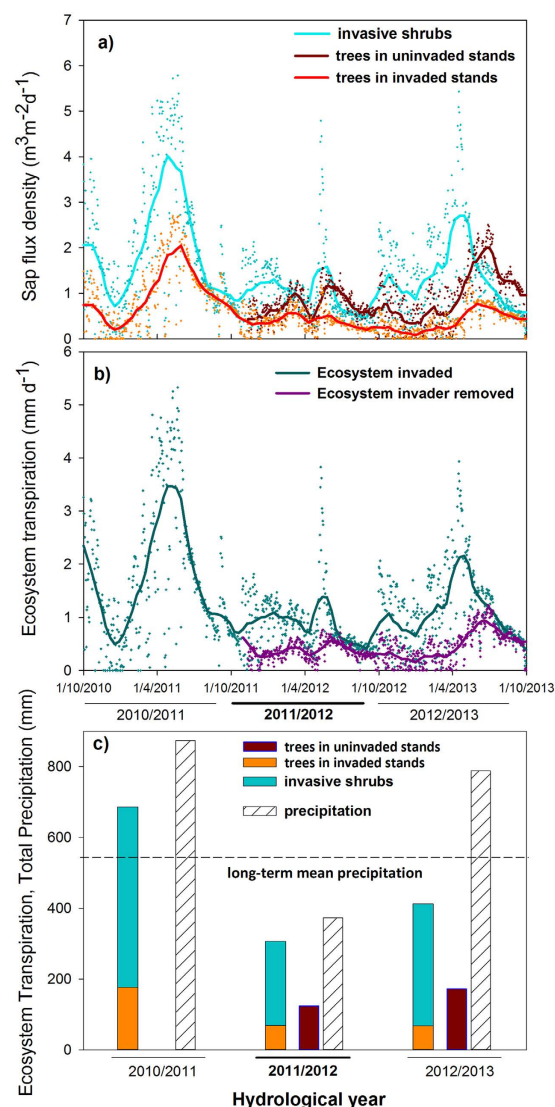 7
a)
invasive shrubs
trees in uninvaded stands
trees in invaded stands
6
5
4
3
2
1
0
Sap flux density (m³m-²d-¹)
6
b)
Ecosystem invaded
Ecosystem invader removed
5
4
3
2
1
0
Ecosystem transpiration (mm d-¹)
1/10/2010 1/4/2011 1/10/2011 1/4/2012 1/10/2012 1/4/2013 1/10/2013
2010/2011 2011/2012 2012/2013
c)
trees in uninvaded stands
trees in invaded stands
invasive shrubs
precipitation
800
600
long-term mean precipitation
400
200
0
Ecosystem Transpiration, Total Precipitation (mm)
2010/2011 2011/2012 2012/2013
Hydrological year